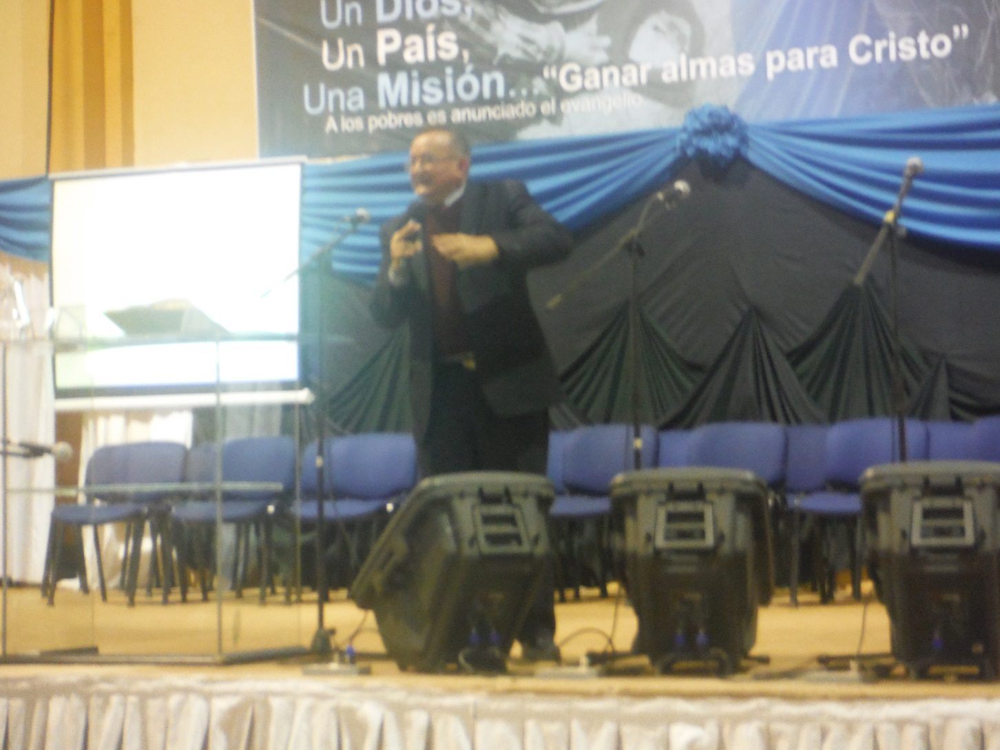 Un Dios,
Un País,
Una Misión... "Ganar almas para Cristo"
A los pobres es anunciado el evangelio